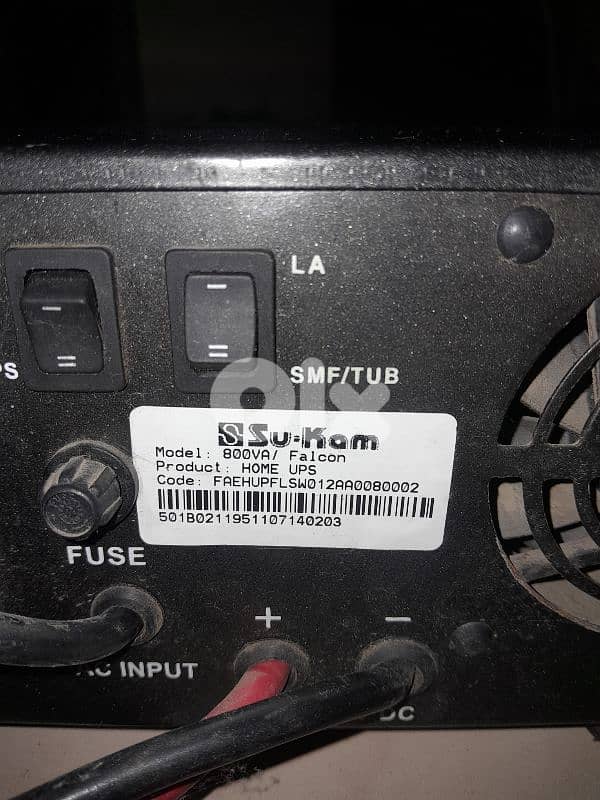 LA
PS
SMF/TUB
olx
Su-Kam
Model: 800VA/ Falcon
Product: HOME UPS
Code: FAEHUPFLSW012AA0080002
501B0211951107140203
FUSE
+ −
AC INPUT
DC